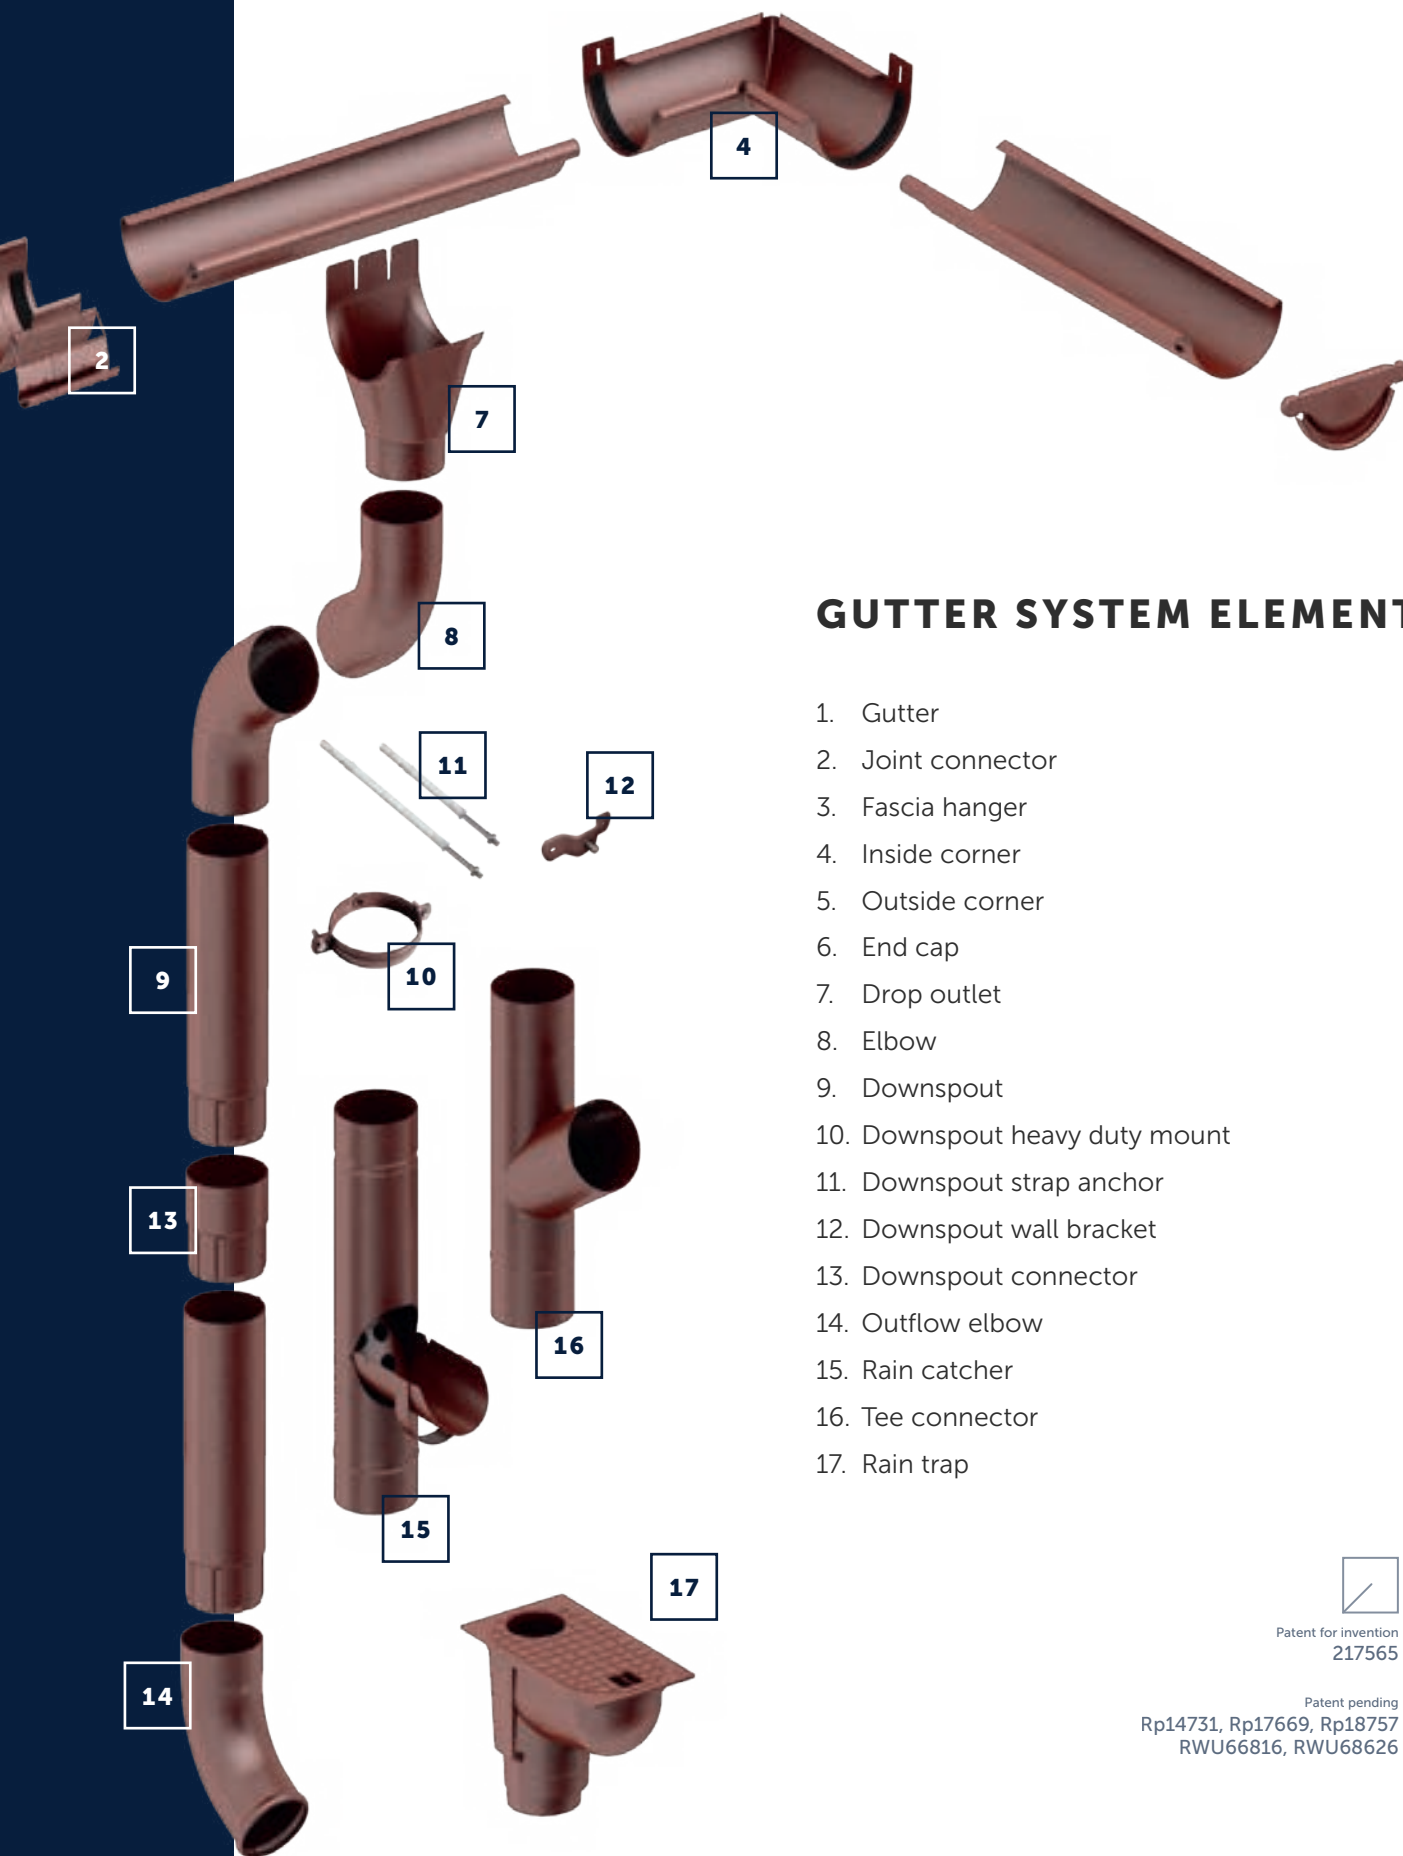 4
2
7
8
11
12
9
10
13
16
15
17
14
GUTTER SYSTEM ELEMENT
1. Gutter
2. Joint connector
3. Fascia hanger
4. Inside corner
5. Outside corner
6. End cap
7. Drop outlet
8. Elbow
9. Downspout
10. Downspout heavy duty mount
11. Downspout strap anchor
12. Downspout wall bracket
13. Downspout connector
14. Outflow elbow
15. Rain catcher
16. Tee connector
17. Rain trap
Patent for invention
217565
Patent pending
Rp14731, Rp17669, Rp18757
RWU66816, RWU68626